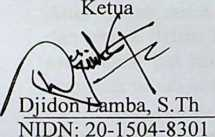 Ketua
Djidon Lamba, S.Th
NIDN: 20-1504-8301